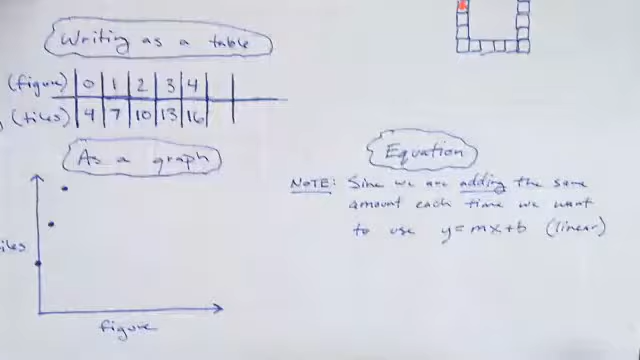 Writing as a table
(figure) 0 1 2 3 4
(tiles) 4 7 10 13 16
As a graph
figure
Equation
NOTE: Sine we are adding the same
amount each time we want
to use y=mx+b (linear)